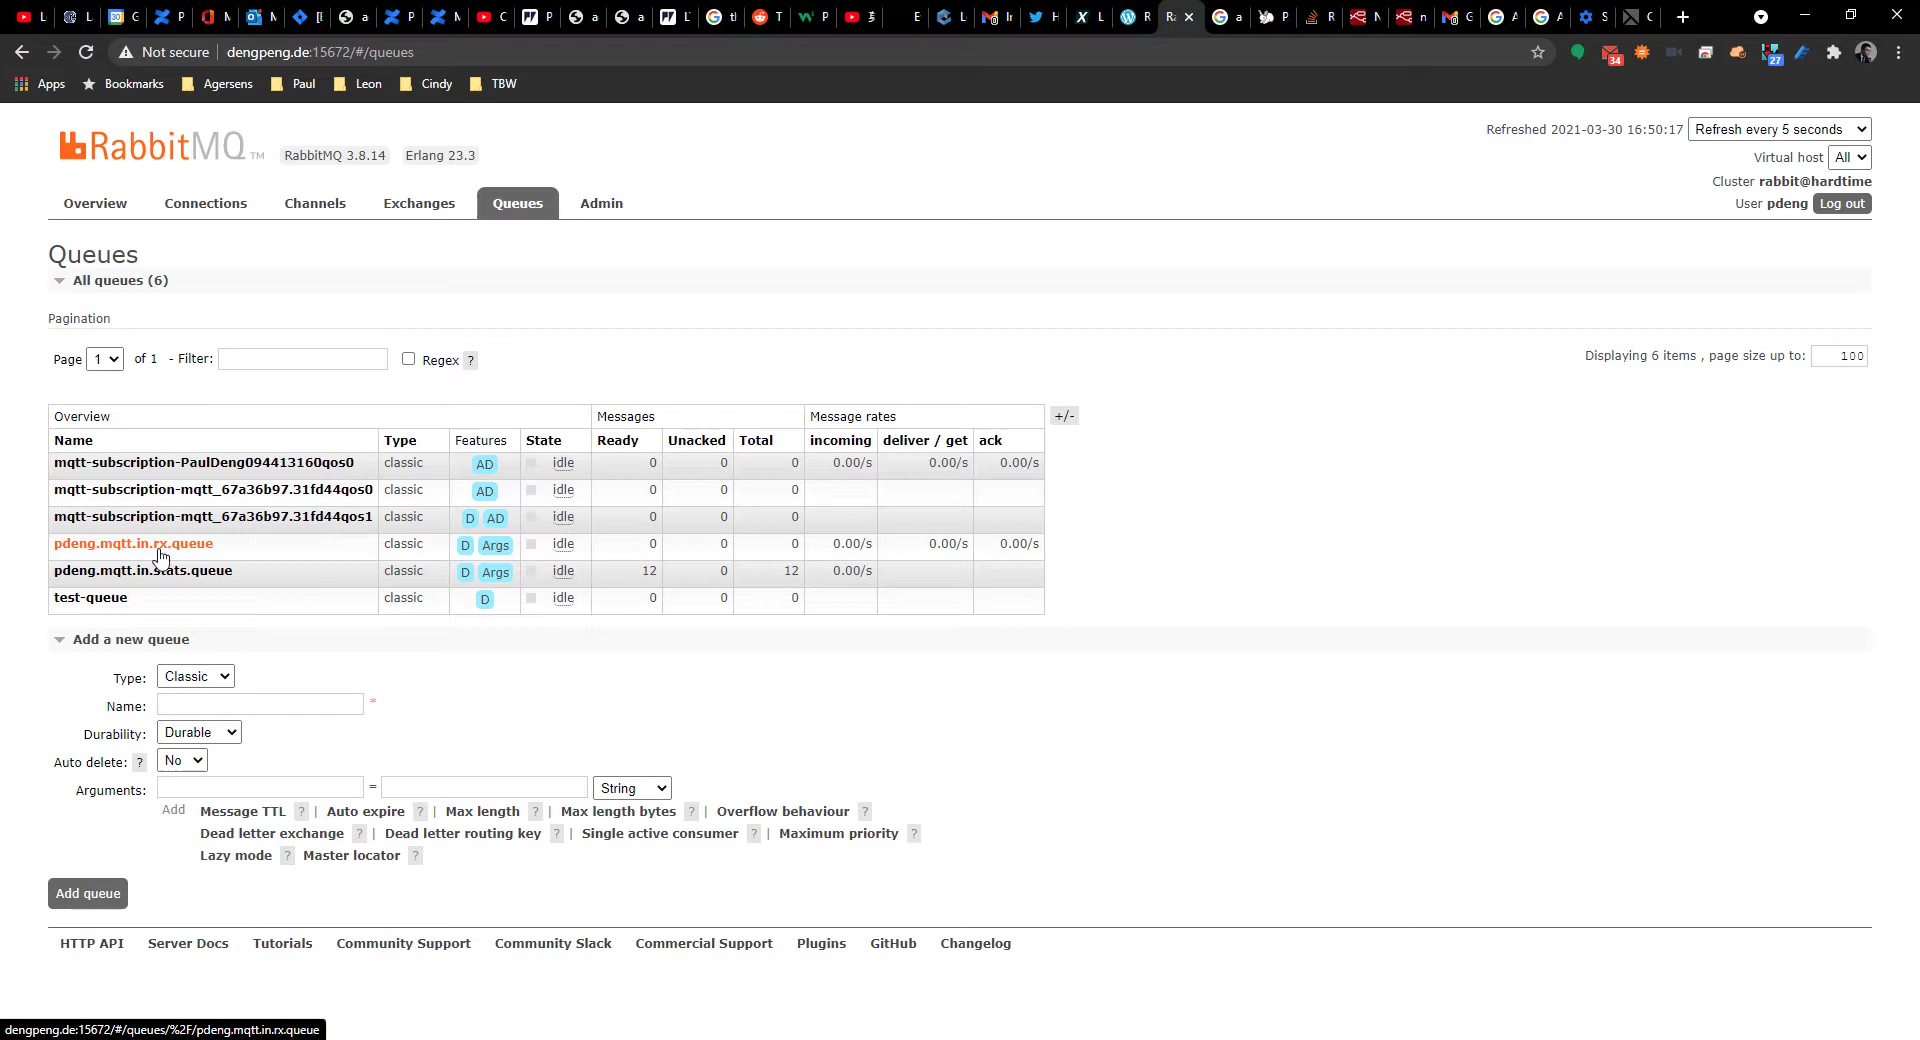 Not secure | dengpeng.de:15672/#/queues
34
27
Apps Bookmarks Agersens Paul Leon Cindy TBW
RabbitMQ TM RabbitMQ 3.8.14 Erlang 23.3
Refreshed 2021-03-30 16:50:17 Refresh every 5 seconds
Virtual host All
Cluster rabbit@hardtime
User pdeng Log out
Overview Connections Channels Exchanges Queues Admin
Queues
All queues (6)
Pagination
Page 1 of 1 - Filter: Regex ?
Displaying 6 items , page size up to: 100
Overview Messages Message rates +/-
Name Type Features State Ready Unacked Total incoming deliver / get ack
mqtt-subscription-PaulDeng094413160qos0 classic AD idle 0 0 0 0.00/s 0.00/s 0.00/s
mqtt-subscription-mqtt_67a36b97.31fd44qos0 classic AD idle 0 0 0
mqtt-subscription-mqtt_67a36b97.31fd44qos1 classic D AD idle 0 0 0
pdeng.mqtt.in.rx.queue classic D Args idle 0 0 0 0.00/s 0.00/s 0.00/s
pdeng.mqtt.in.stats.queue classic D Args idle 12 0 12 0.00/s
test-queue classic D idle 0 0 0
Add a new queue
Type: Classic
Name: *
Durability: Durable
Auto delete: ? No
Arguments: = String
Add Message TTL ? | Auto expire ? | Max length ? | Max length bytes ? | Overflow behaviour ?
Dead letter exchange ? | Dead letter routing key ? | Single active consumer ? | Maximum priority ?
Lazy mode ? Master locator ?
Add queue
HTTP API Server Docs Tutorials Community Support Community Slack Commercial Support Plugins GitHub Changelog
dengpeng.de:15672/#/queues/%2F/pdeng.mqtt.in.rx.queue